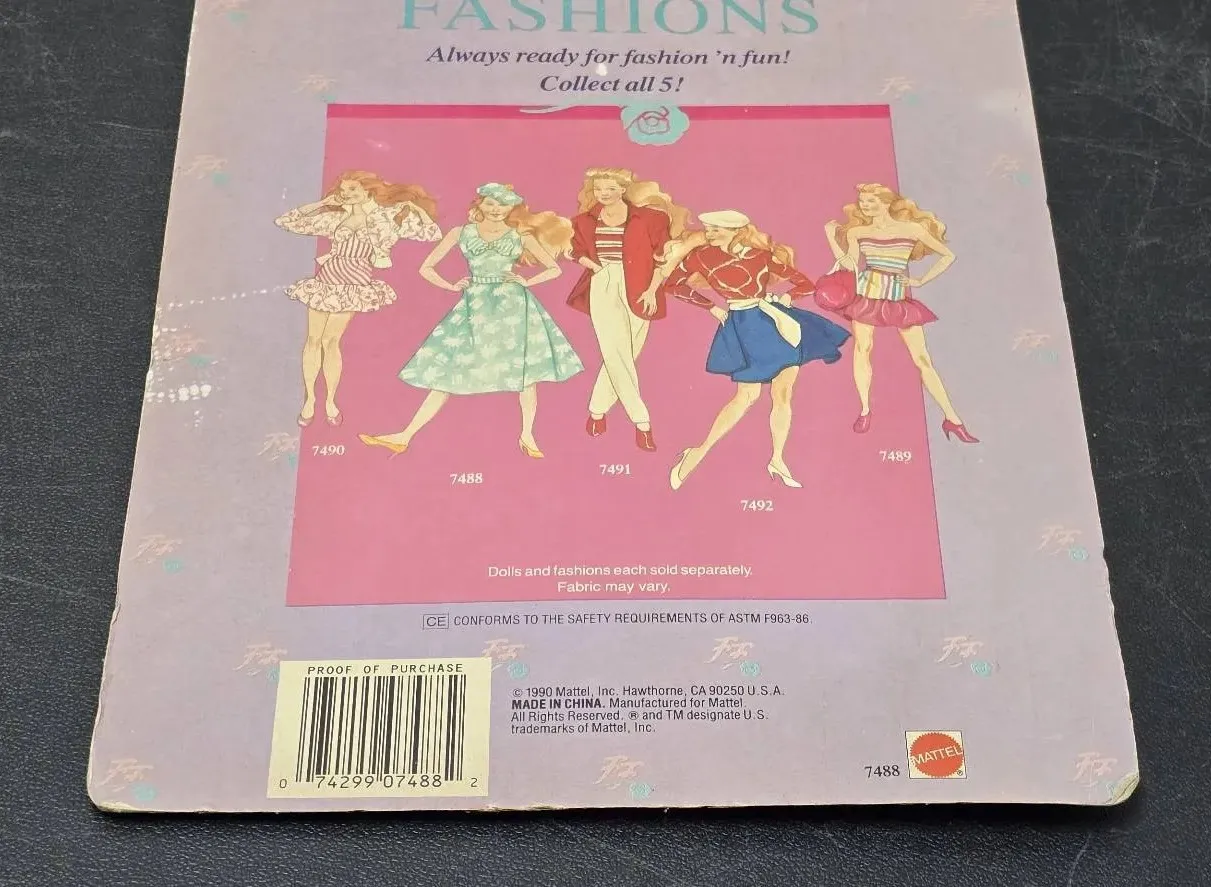 FASHIONS
Always ready for fashion 'n fun!
Collect all 5!
7490
7488
7491
7492
7489
Dolls and fashions each sold separately.
Fabric may vary.
CE CONFORMS TO THE SAFETY REQUIREMENTS OF ASTM F963-86.
PROOF OF PURCHASE
0 74299 07488 2
© 1990 Mattel, Inc. Hawthorne, CA 90250 U.S.A.
MADE IN CHINA. Manufactured for Mattel.
All Rights Reserved. ® and TM designate U.S.
trademarks of Mattel, Inc.
7488
MATTEL
®